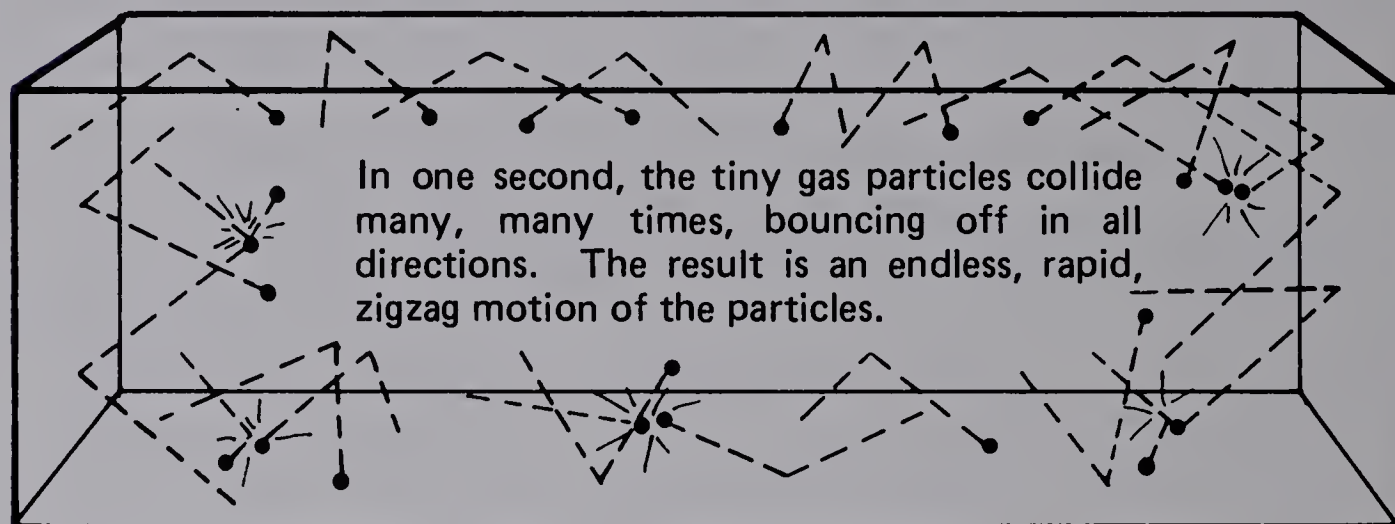 In one second, the tiny gas particles collide
many, many times, bouncing off in all
directions. The result is an endless, rapid,
zigzag motion of the particles.